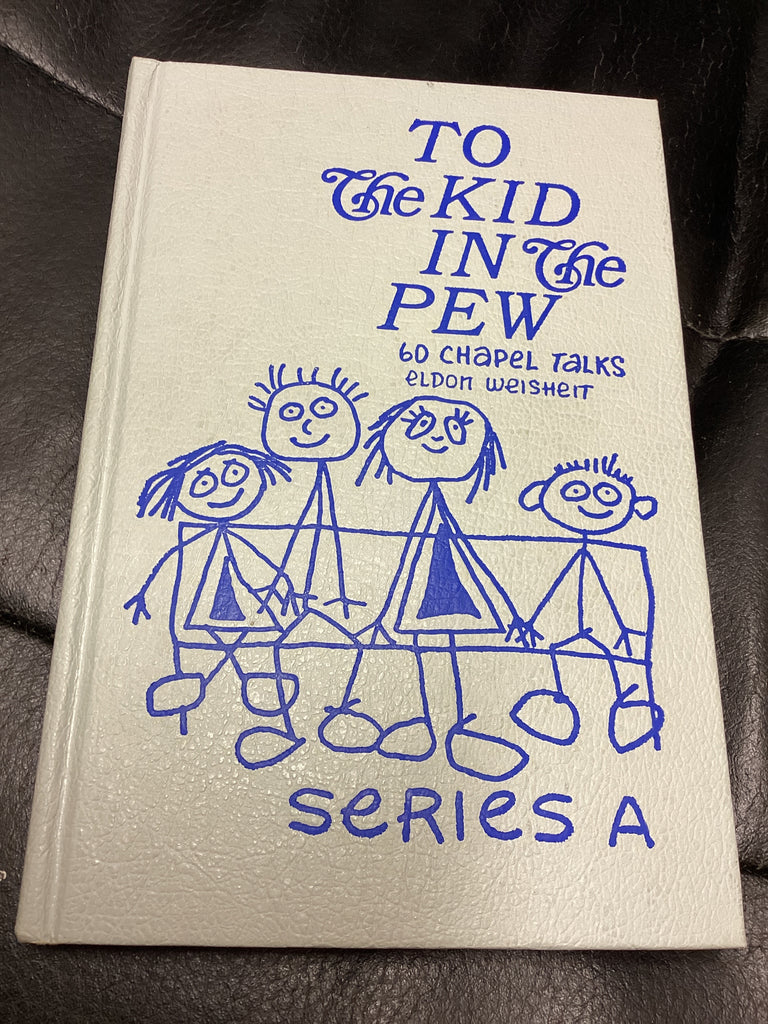 TO
The KID
IN The
PEW
60 CHAPEL TALKS
eLDON WeISHeIT
SeRIeS A